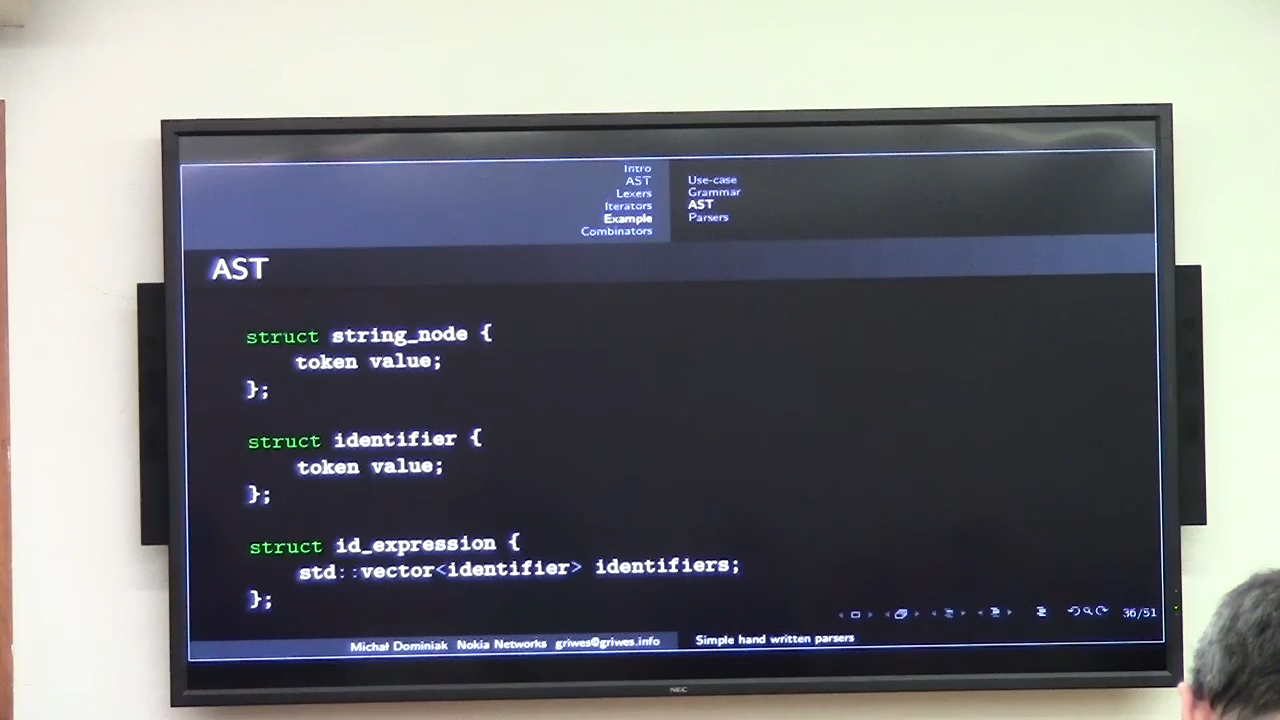 Intro
AST
Lexers
Iterators
Example
Combinators
Use-case
Grammar
AST
Parsers
AST
struct string_node {
token value;
};
struct identifier {
token value;
};
struct id_expression {
std::vector<identifier> identifiers;
};
36/51
Michał Dominiak Nokia Networks griwes@griwes.info
Simple hand written parsers
NEC